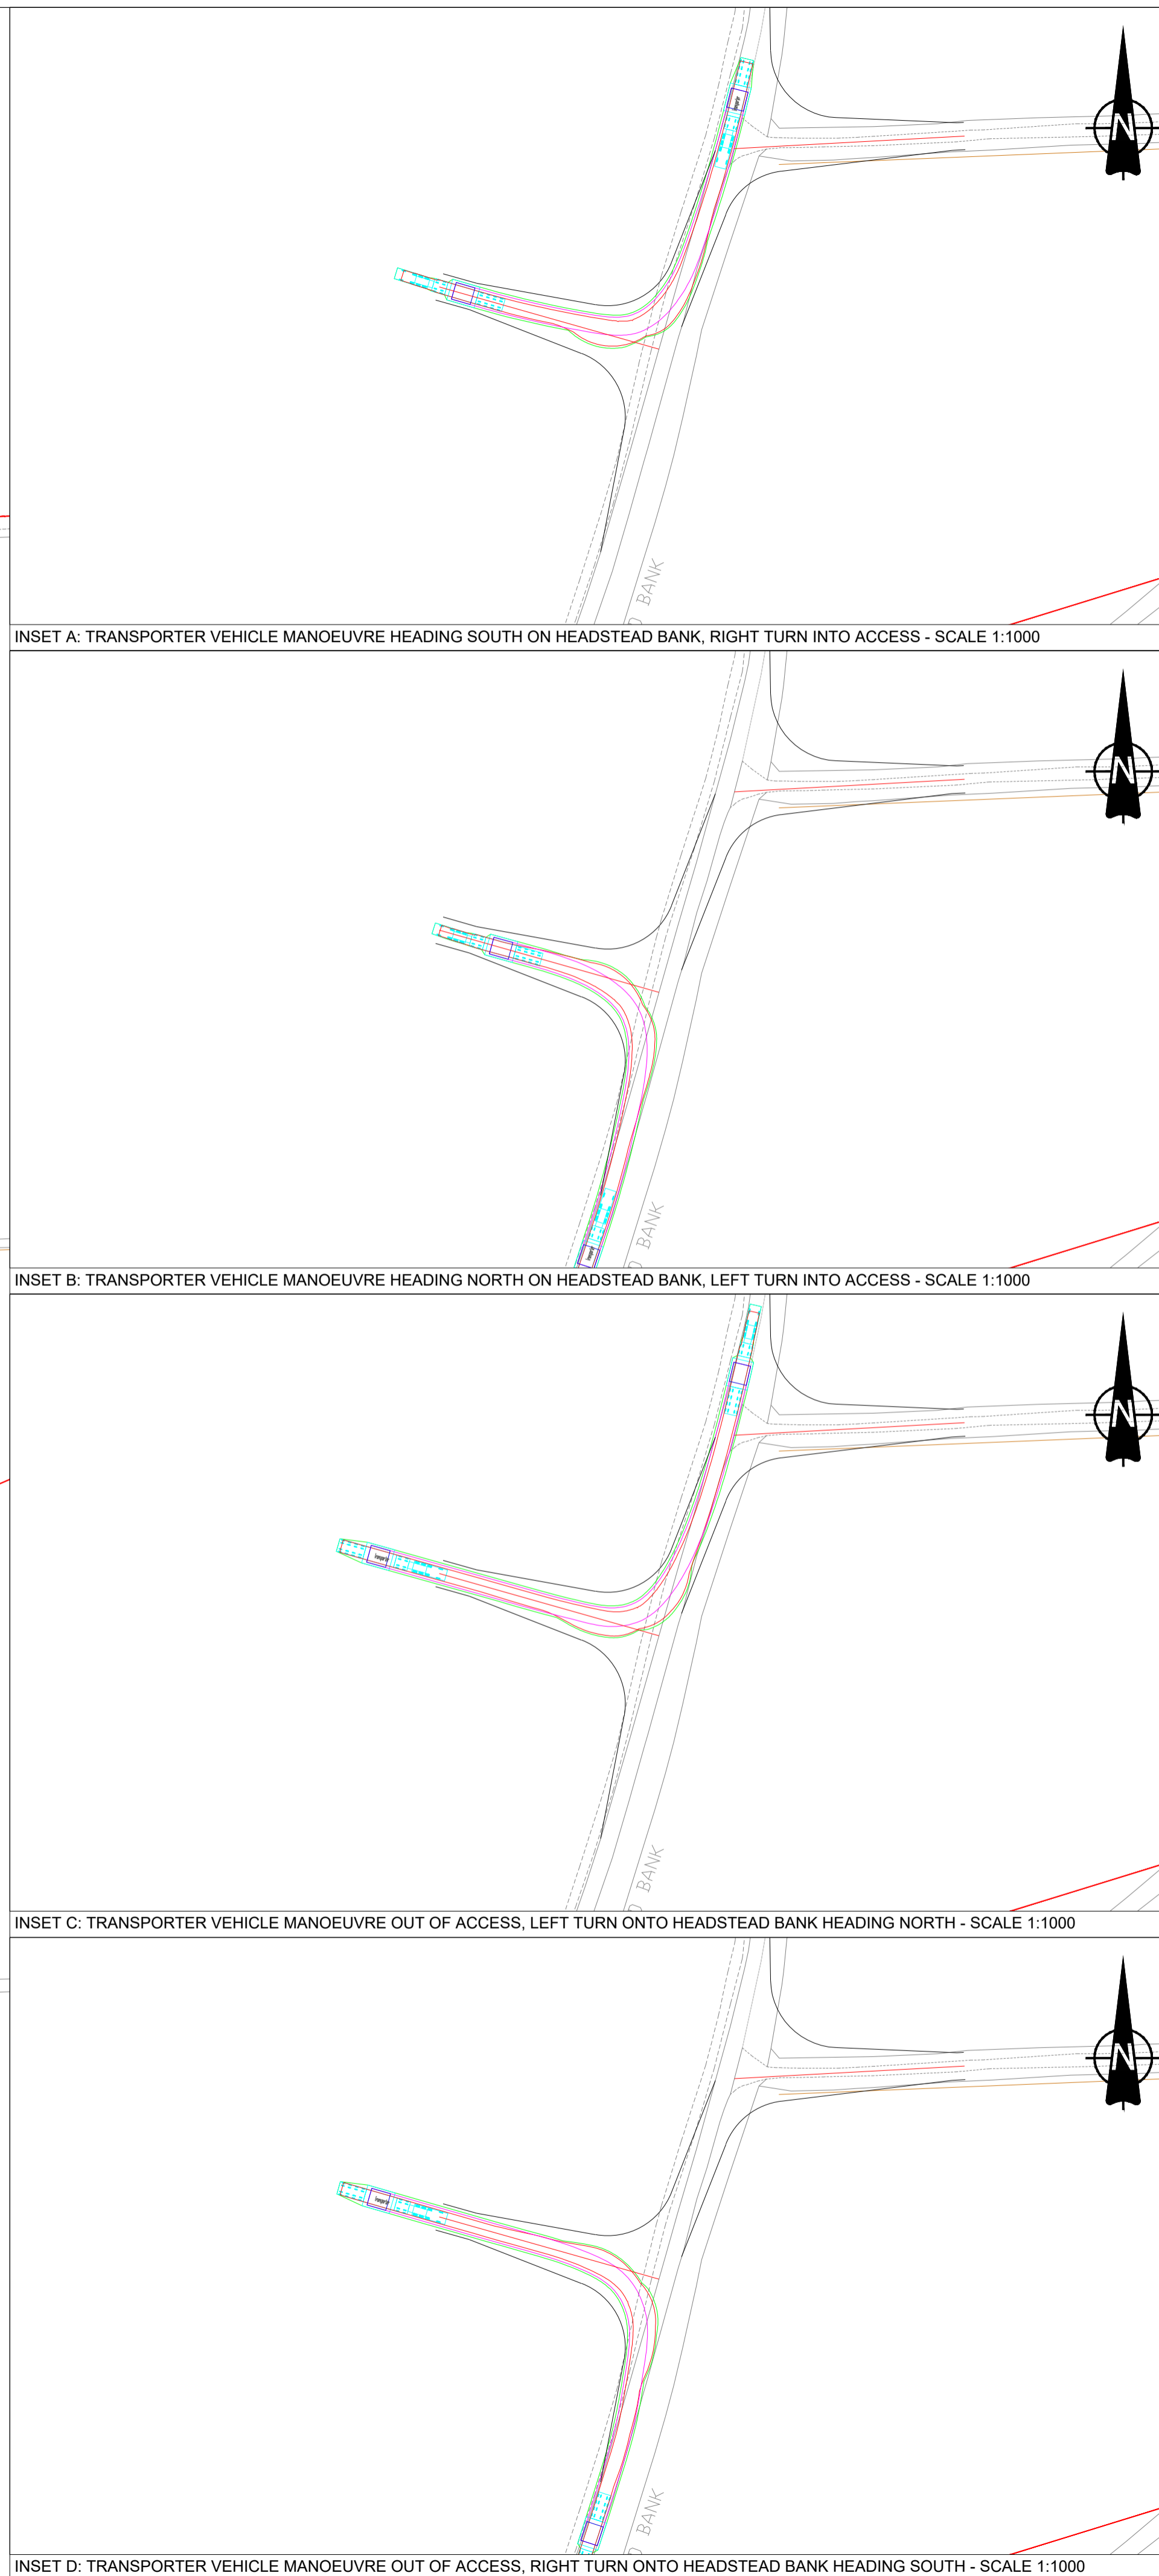 N
D BANK
INSET A: TRANSPORTER VEHICLE MANOEUVRE HEADING SOUTH ON HEADSTEAD BANK, RIGHT TURN INTO ACCESS - SCALE 1:1000
N
D BANK
INSET B: TRANSPORTER VEHICLE MANOEUVRE HEADING NORTH ON HEADSTEAD BANK, LEFT TURN INTO ACCESS - SCALE 1:1000
N
D BANK
INSET C: TRANSPORTER VEHICLE MANOEUVRE OUT OF ACCESS, LEFT TURN ONTO HEADSTEAD BANK HEADING NORTH - SCALE 1:1000
N
D BANK
INSET D: TRANSPORTER VEHICLE MANOEUVRE OUT OF ACCESS, RIGHT TURN ONTO HEADSTEAD BANK HEADING SOUTH - SCALE 1:1000